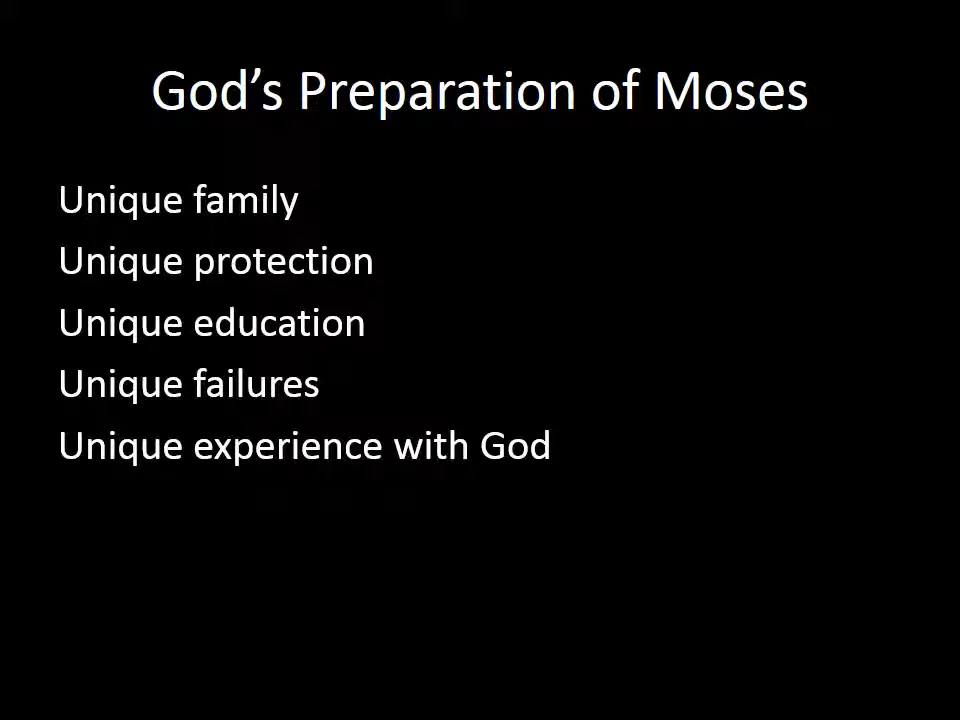 God’s Preparation of Moses
Unique family
Unique protection
Unique education
Unique failures
Unique experience with God